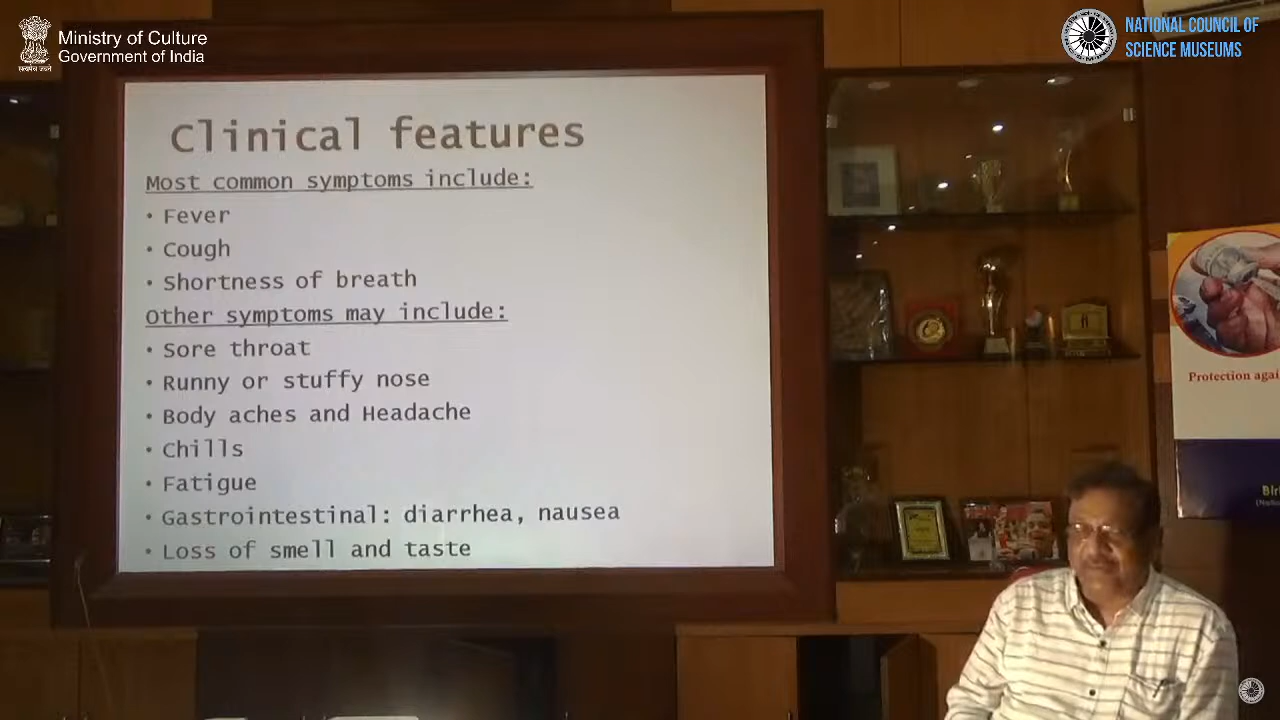 Ministry of Culture
Government of India
NATIONAL COUNCIL OF
SCIENCE MUSEUMS
Clinical features
Most common symptoms include:
• Fever
• Cough
• Shortness of breath
Other symptoms may include:
• Sore throat
• Runny or stuffy nose
• Body aches and Headache
• Chills
• Fatigue
• Gastrointestinal: diarrhea, nausea
• Loss of smell and taste
Protection agai